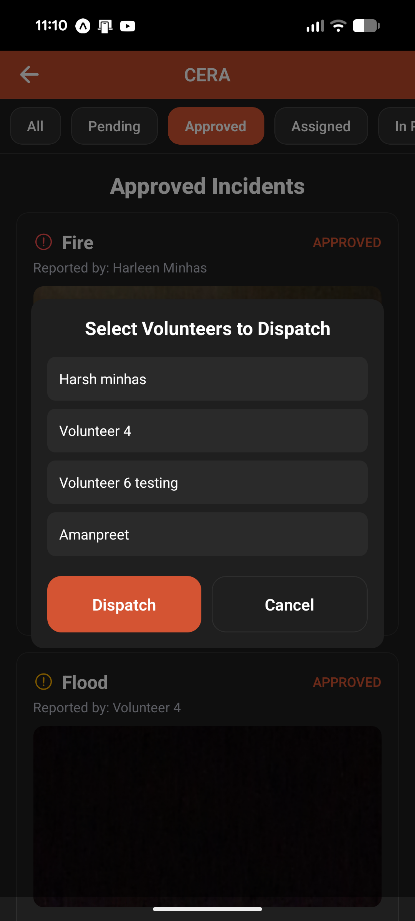 11:10
CERA
All
Pending
Approved
Assigned
In
Approved Incidents
Fire
APPROVED
Reported by: Harleen Minhas
Select Volunteers to Dispatch
Harsh minhas
Volunteer 4
Volunteer 6 testing
Amanpreet
Dispatch
Cancel
Flood
APPROVED
Reported by: Volunteer 4